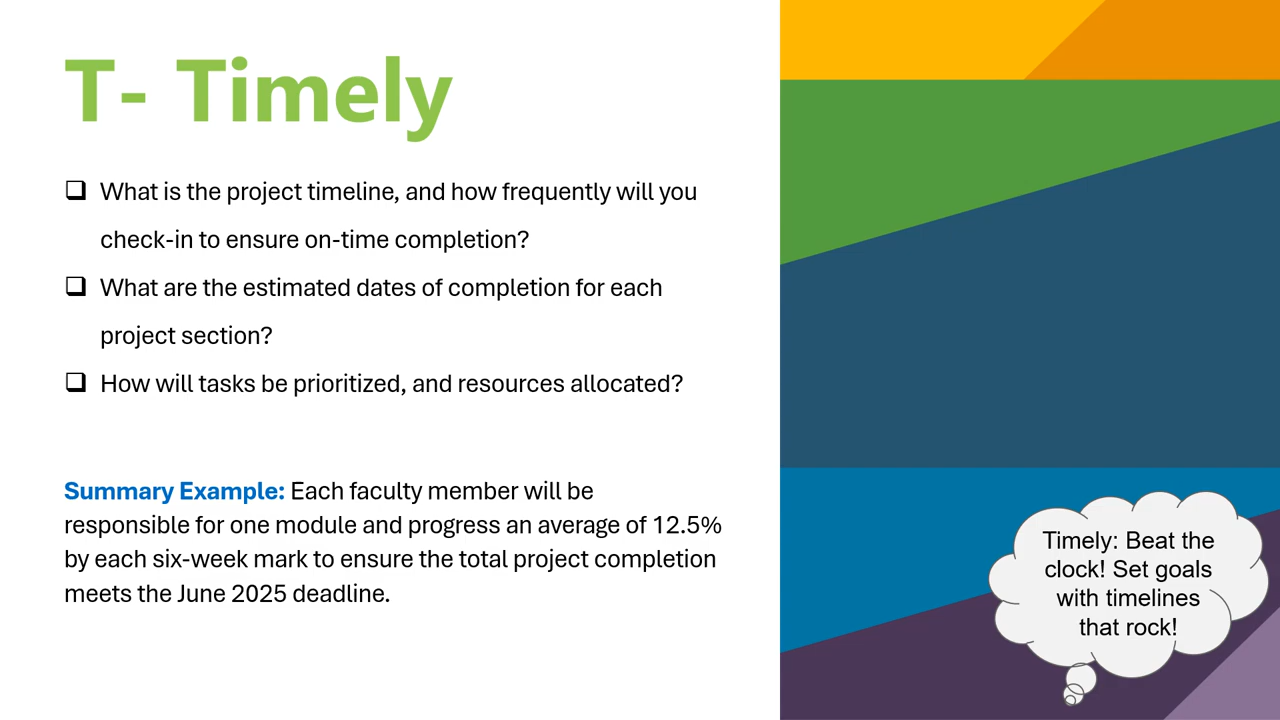 T- Timely
❑ What is the project timeline, and how frequently will you
check-in to ensure on-time completion?
❑ What are the estimated dates of completion for each
project section?
❑ How will tasks be prioritized, and resources allocated?
Summary Example: Each faculty member will be
responsible for one module and progress an average of 12.5%
by each six-week mark to ensure the total project completion
meets the June 2025 deadline.
Timely: Beat the
clock! Set goals
with timelines
that rock!